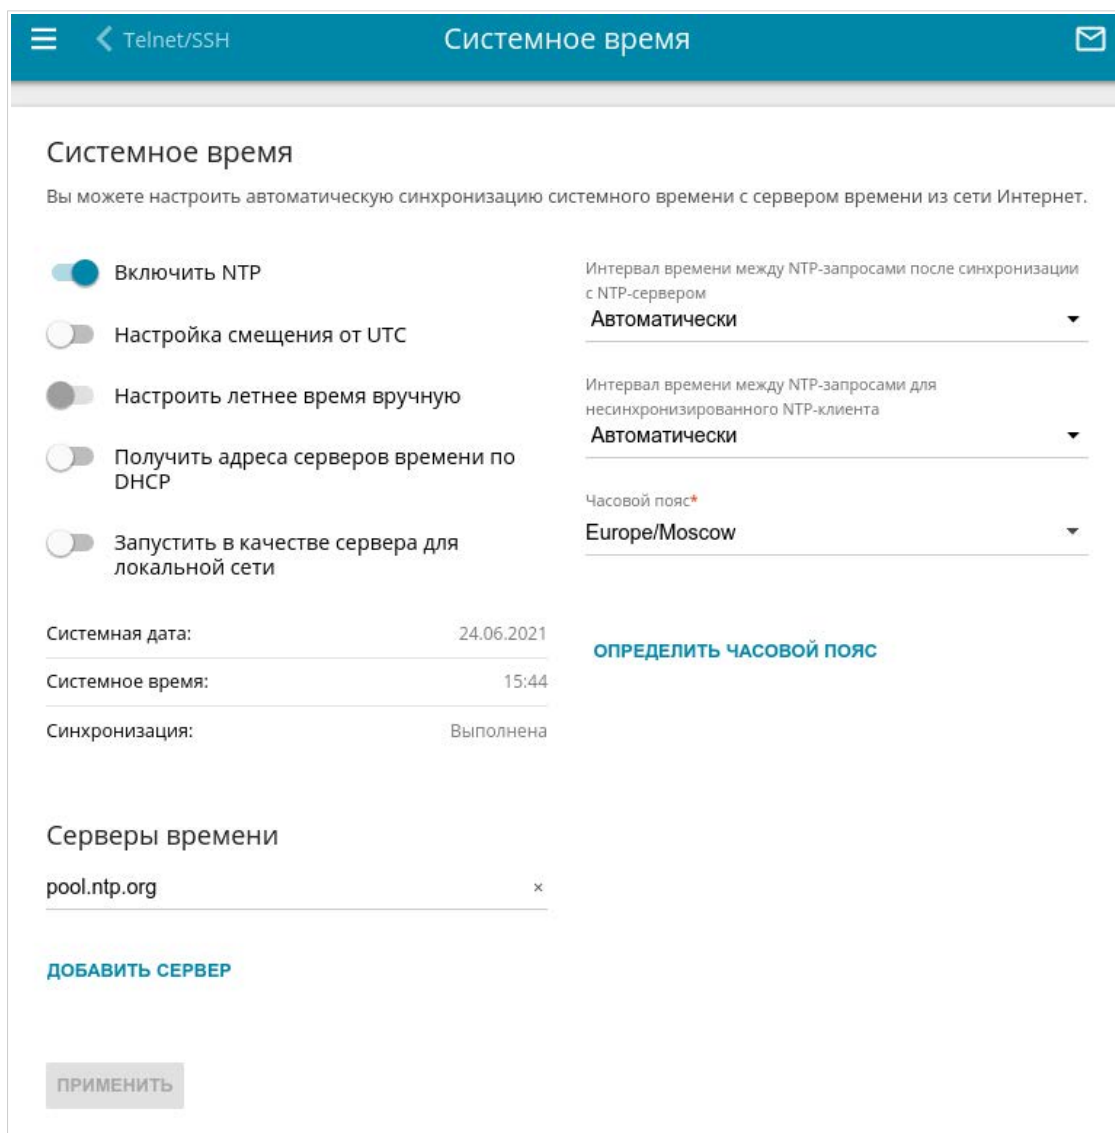 Telnet/SSH
Системное время
Системное время
Вы можете настроить автоматическую синхронизацию системного времени с сервером времени из сети Интернет.
Включить NTP
Настройка смещения от UTC
Настроить летнее время вручную
Получить адреса серверов времени по
DHCP
Запустить в качестве сервера для
локальной сети
Системная дата: 24.06.2021
Системное время: 15:44
Синхронизация: Выполнена
Интервал времени между NTP-запросами после синхронизации
с NTP-сервером
Автоматически
Интервал времени между NTP-запросами для
несинхронизированного NTP-клиента
Автоматически
Часовой пояс*
Europe/Moscow
ОПРЕДЕЛИТЬ ЧАСОВОЙ ПОЯС
Серверы времени
pool.ntp.org ×
ДОБАВИТЬ СЕРВЕР
ПРИМЕНИТЬ